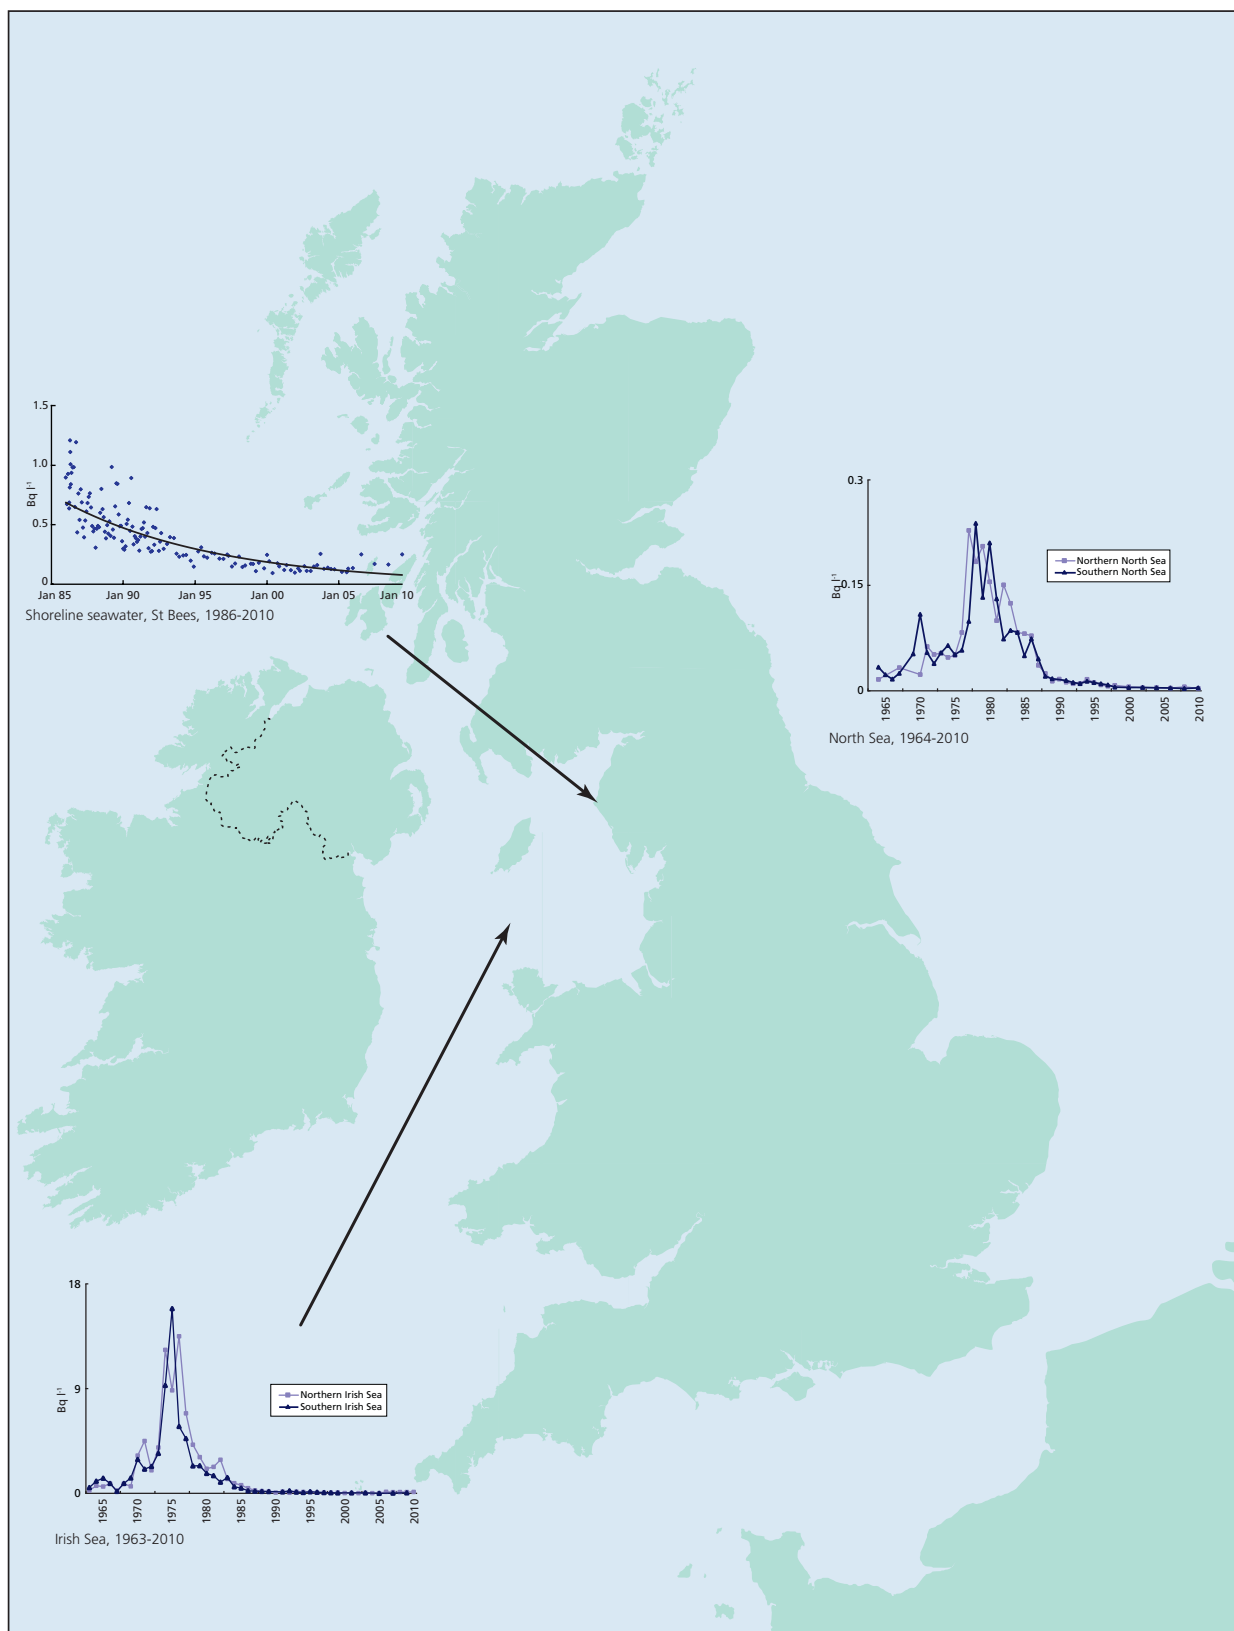 1.5
1.0
Bq l-1
0.5
0
Jan 85 Jan 90 Jan 95 Jan 00 Jan 05 Jan 10
Shoreline seawater, St Bees, 1986-2010
0.3
Northern North Sea
Southern North Sea
Bq l-1
0.15
0
1965 1970 1975 1980 1985 1990 1995 2000 2005 2010
North Sea, 1964-2010
18
9
Bq l-1
Northern Irish Sea
Southern Irish Sea
0
1965 1970 1975 1980 1985 1990 1995 2000 2005 2010
Irish Sea, 1963-2010